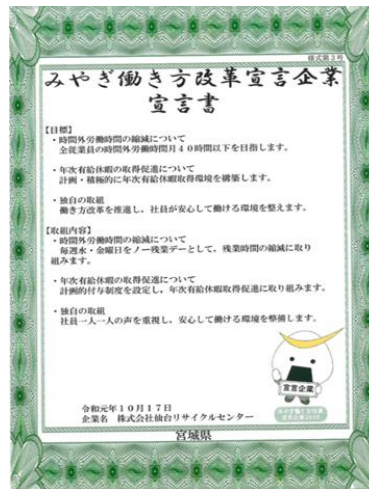 様式第3号
みやぎ働き方改革宣言企業
宣言書
【目標】
・時間外労働時間の縮減について
全従業員の時間外労働時間月40時間以下を目指します。
・年次有給休暇の取得促進について
計画・積極的に年次有給休暇取得環境を構築します。
・独自の取組
働き方改革を推進し、社員が安心して働ける環境を整えます。
【取組内容】
・時間外労働時間の縮減について
毎週水・金曜日をノー残業デーとして、残業時間の縮減に取り
組みます。
・年次有給休暇の取得促進について
計画的付与制度を設定し、年次有給休暇取得促進に取り組みます。
・独自の取組
社員一人一人の声を重視し、安心して働ける環境を整備します。
宣言企業
令和元年10月17日
企業名 株式会社仙台リサイクルセンター
宮城県